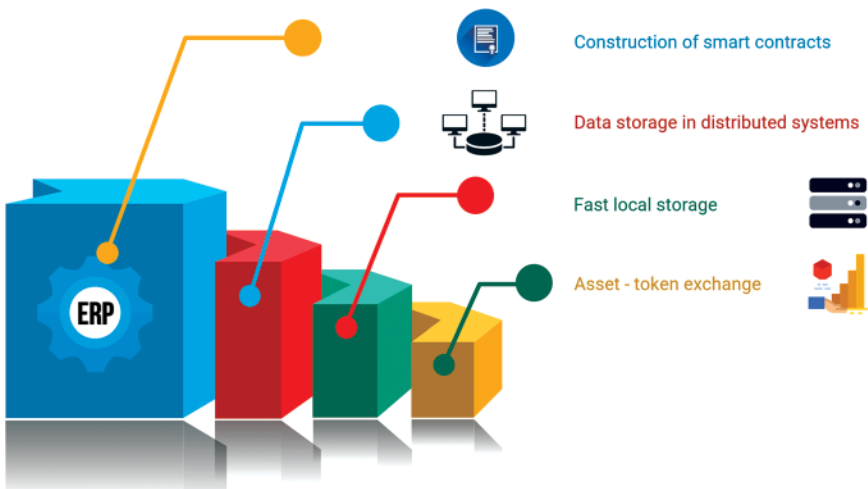 Construction of smart contracts
Data storage in distributed systems
Fast local storage
Asset - token exchange
ERP